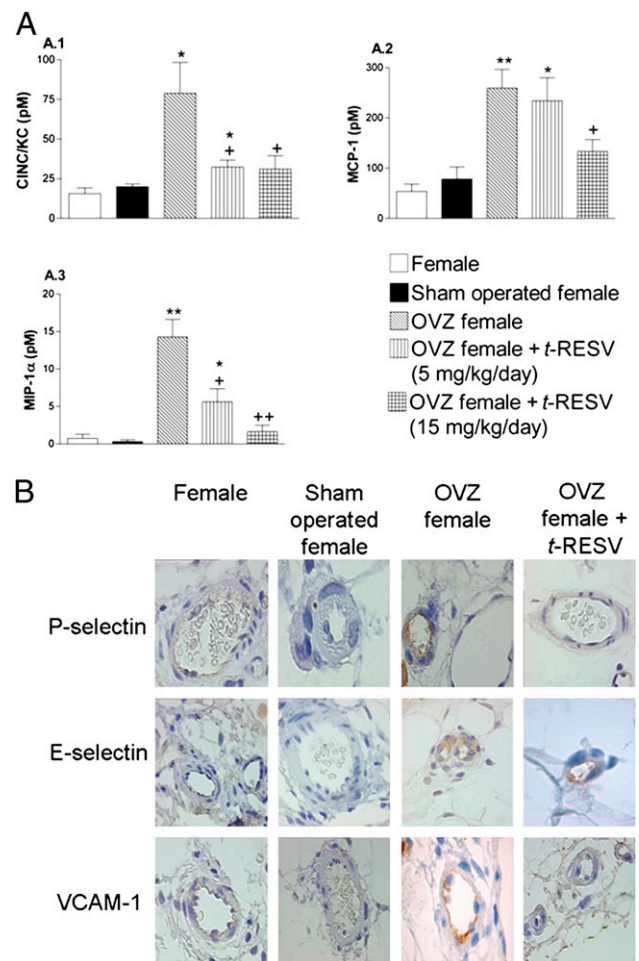 A
A.1
CINC/KC (pM)
100
75
50
25
0
*
*
+
+
A.2
MCP-1 (pM)
300
200
100
0
**
*
+
A.3
MIP-1α (pM)
20
15
10
5
0
**
*
+
++
Female
Sham operated female
OVZ female
OVZ female + t-RESV
(5 mg/kg/day)
OVZ female + t-RESV
(15 mg/kg/day)
B
Female
Sham
operated
female
OVZ
female
OVZ
female +
t-RESV
P-selectin
E-selectin
VCAM-1